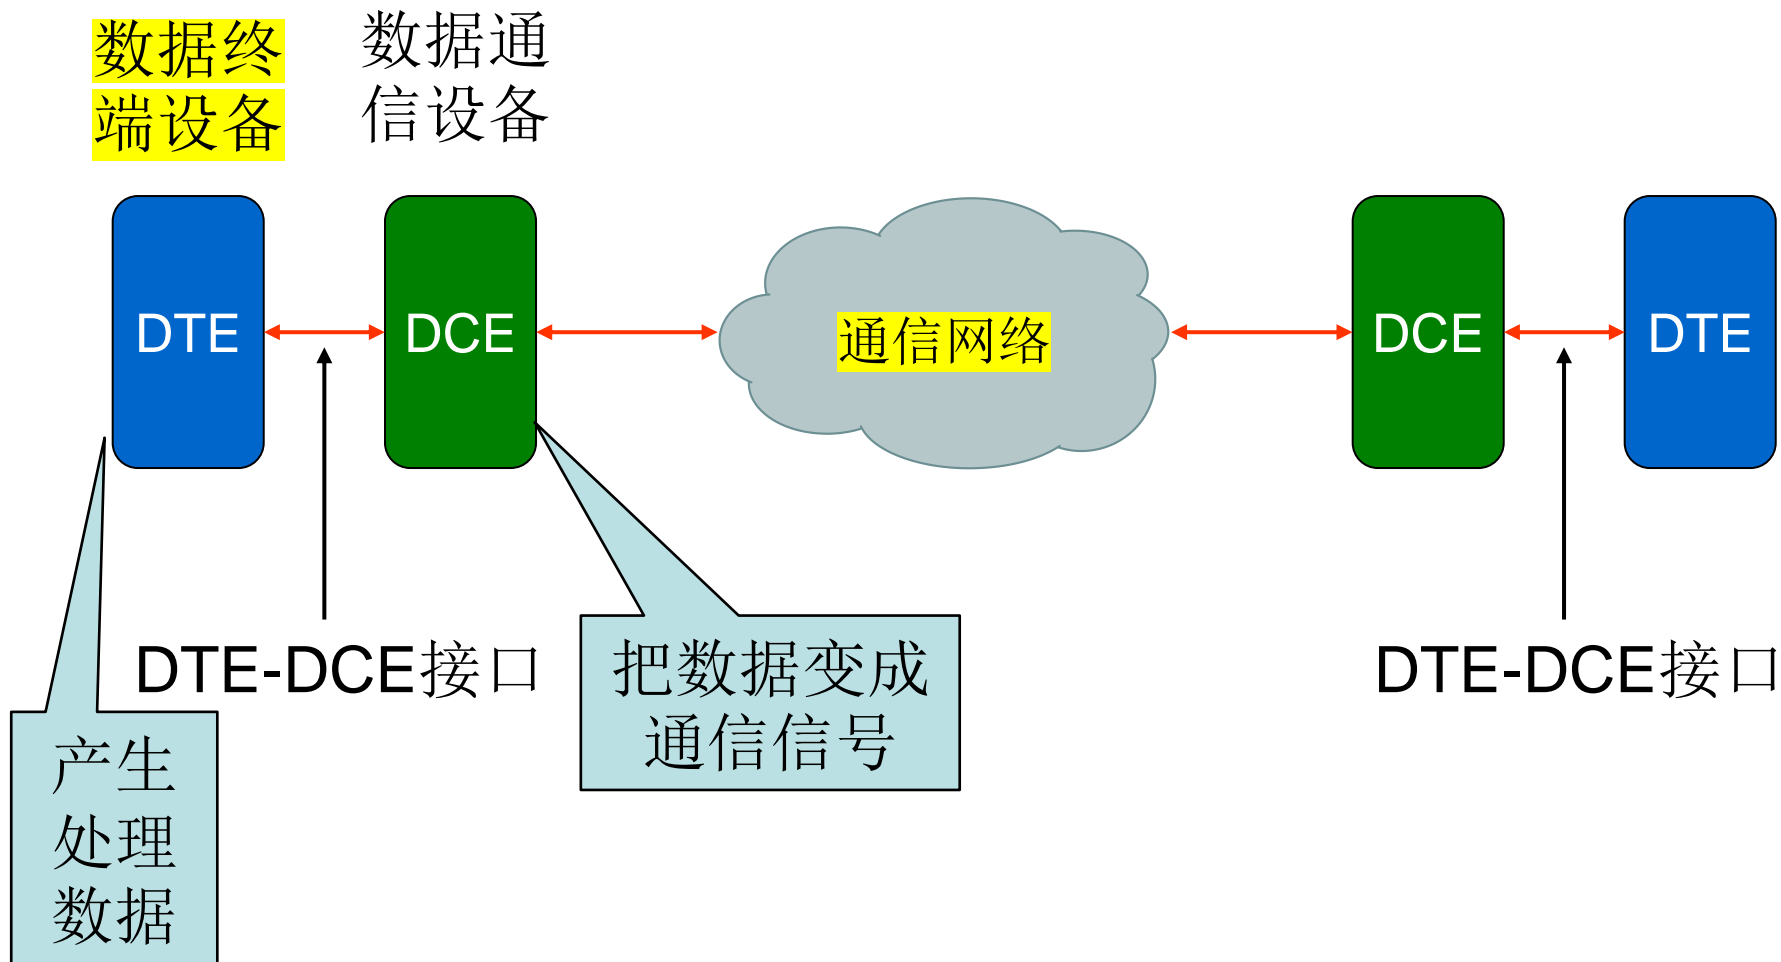 数据终
端设备
数据通
信设备
DTE
DCE
通信网络
DCE
DTE
DTE-DCE接口
把数据变成
通信信号
DTE-DCE接口
产生
处理
数据